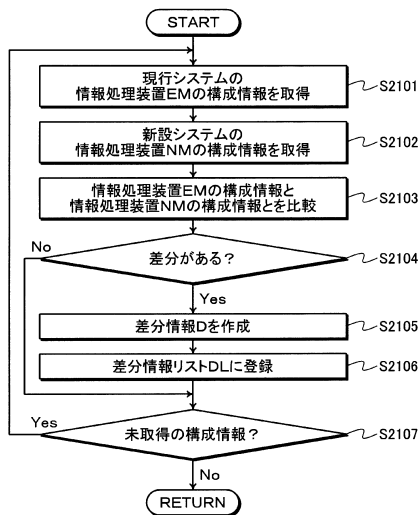 START
現行システムの
情報処理装置EMの構成情報を取得
S2101
新設システムの
情報処理装置NMの構成情報を取得
S2102
情報処理装置EMの構成情報と
情報処理装置NMの構成情報とを比較
S2103
No
差分がある?
S2104
Yes
差分情報Dを作成
S2105
差分情報リストDLに登録
S2106
Yes
未取得の構成情報?
S2107
No
RETURN